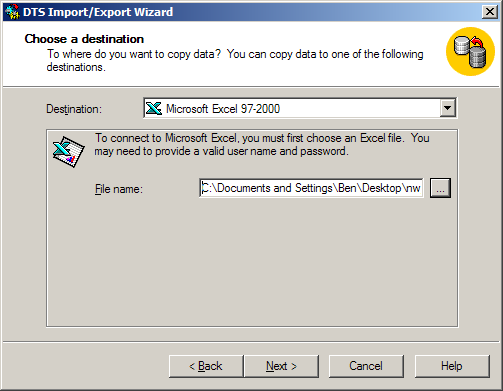 DTS Import/Export Wizard
Choose a destination
To where do you want to copy data? You can copy data to one of the following
destinations.
Destination:
Microsoft Excel 97-2000
To connect to Microsoft Excel, you must first choose an Excel file. You
may need to provide a valid user name and password.
File name:
C:\Documents and Settings\Ben\Desktop\nw
...
< Back
Next >
Cancel
Help